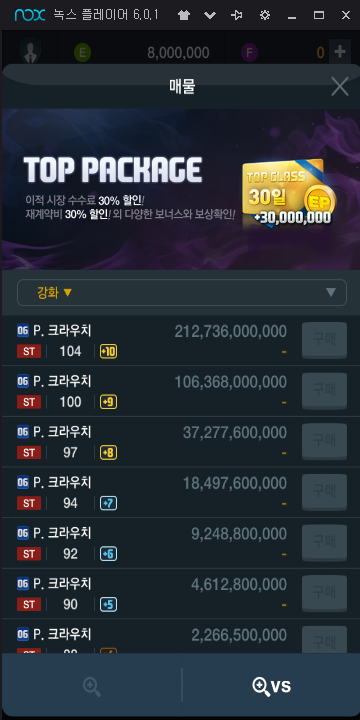 nox 녹스 플레이어 6.0.1
E 8,000,000 F 0 +
매물
TOP PACKAGE
이적 시장 수수료 30% 할인!
재계약비 30% 할인! 외 다양한 보너스와 보상확인!
TOP CLASS
30일
EP
+30,000,000
강화
06 P. 크라우치 212,736,000,000 구매
ST 104 +10 -
06 P. 크라우치 106,368,000,000 구매
ST 100 +9 -
06 P. 크라우치 37,277,600,000 구매
ST 97 +8 -
06 P. 크라우치 18,497,600,000 구매
ST 94 +7 -
06 P. 크라우치 9,248,800,000 구매
ST 92 +6 -
06 P. 크라우치 4,612,800,000 구매
ST 90 +5 -
06 P. 크라우치 2,266,500,000 구매
VS